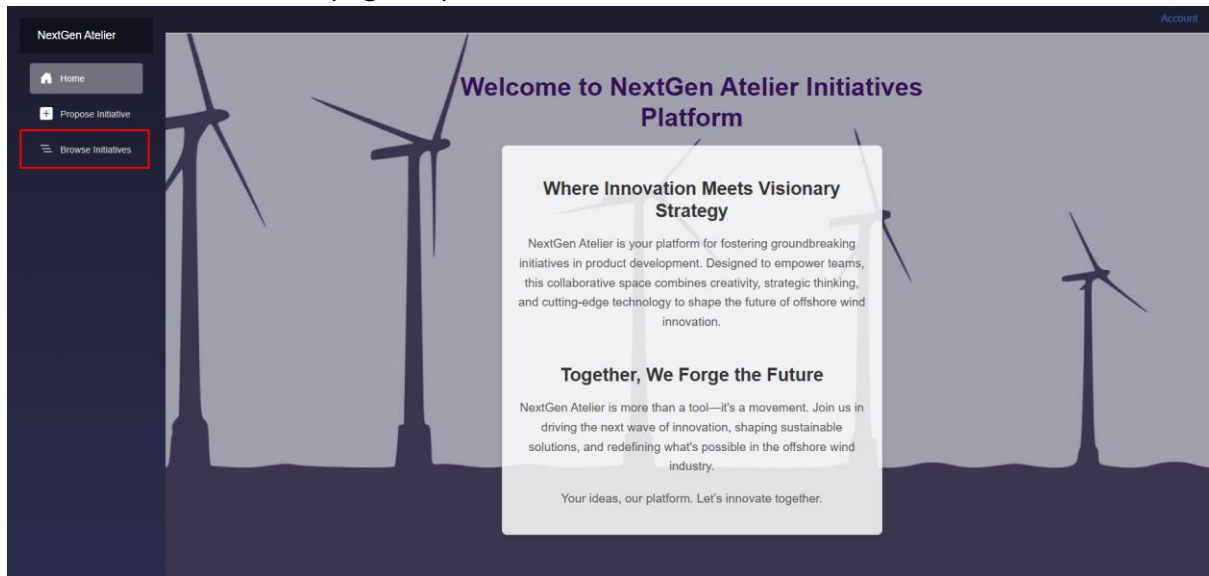 Account
NextGen Atelier
Home
Propose Initiative
Browse Initiatives
Welcome to NextGen Atelier Initiatives
Platform
Where Innovation Meets Visionary
Strategy
NextGen Atelier is your platform for fostering groundbreaking
initiatives in product development. Designed to empower teams,
this collaborative space combines creativity, strategic thinking,
and cutting-edge technology to shape the future of offshore wind
innovation.
Together, We Forge the Future
NextGen Atelier is more than a tool—it's a movement. Join us in
driving the next wave of innovation, shaping sustainable
solutions, and redefining what's possible in the offshore wind
industry.
Your ideas, our platform. Let's innovate together.